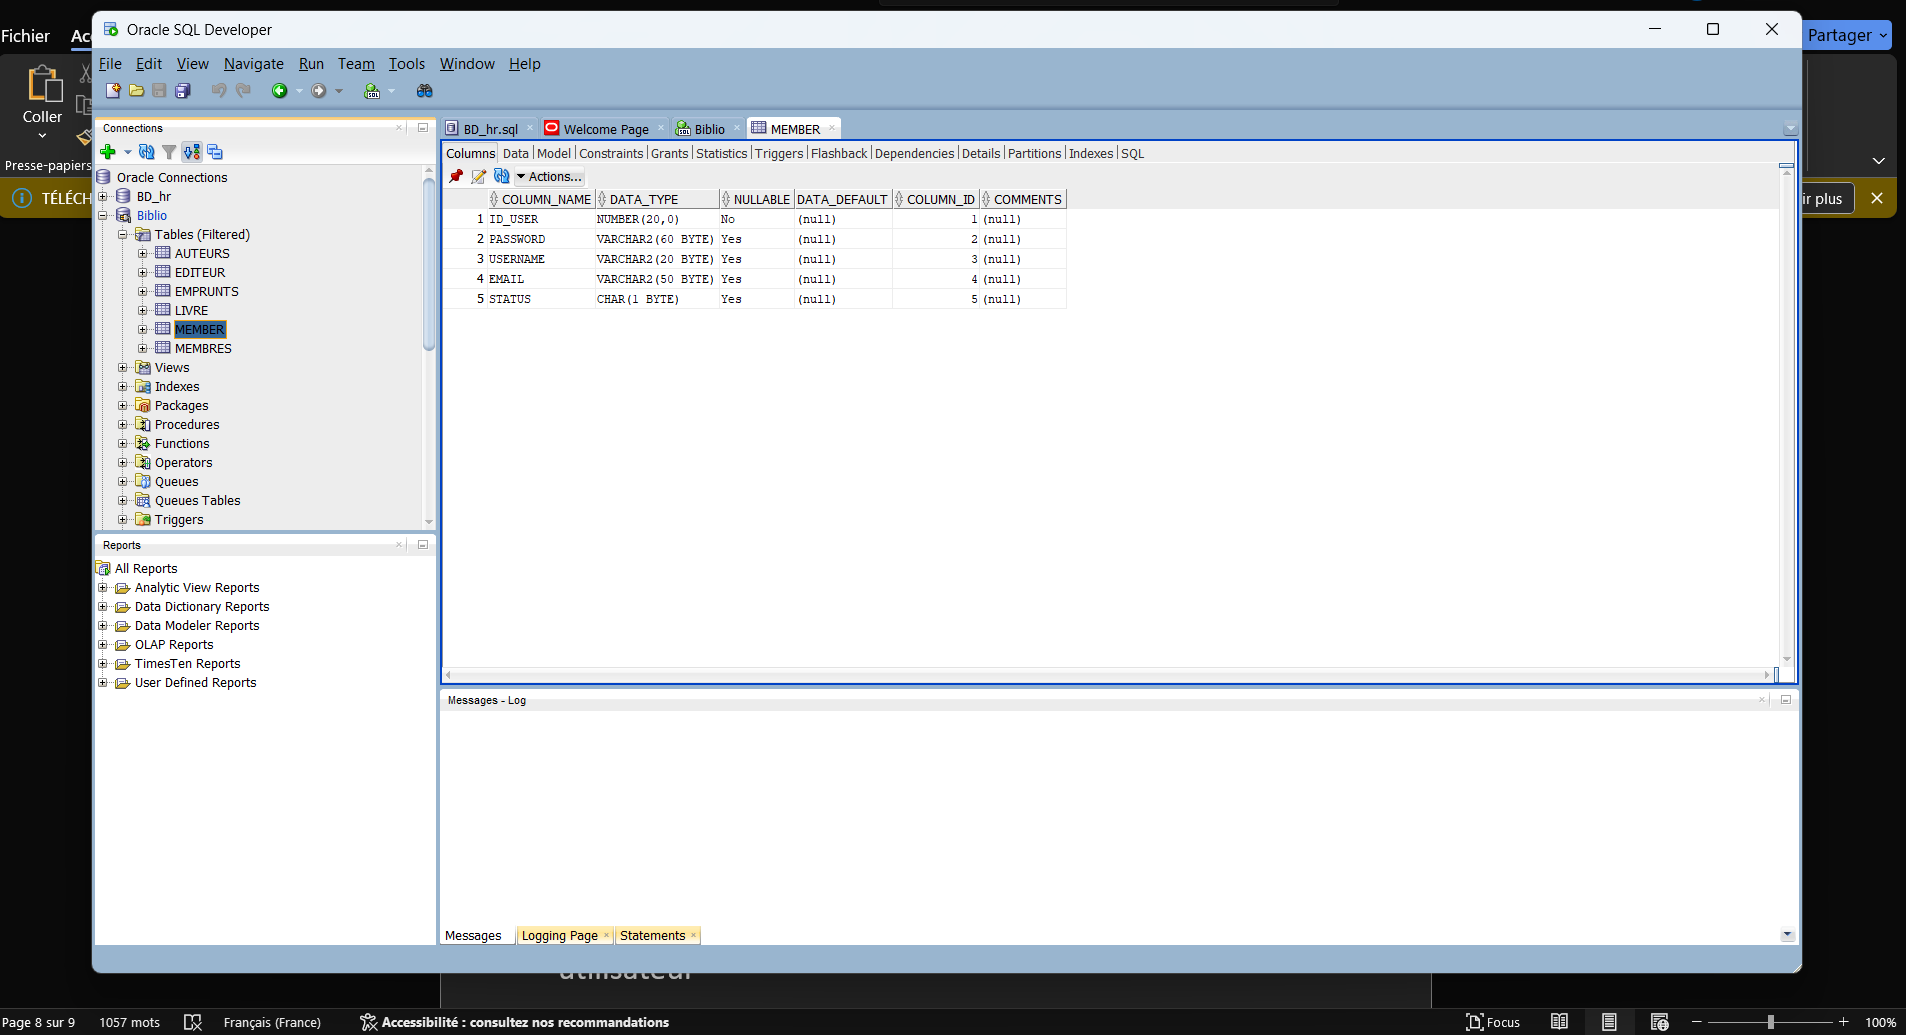 Oracle SQL Developer
Fichier
Acc
Partager
File Edit View Navigate Run Team Tools Window Help
Coller
Presse-papiers
TÉLÉCH
ir plus
Connections
Oracle Connections
BD_hr
Biblio
Tables (Filtered)
AUTEURS
EDITEUR
EMPRUNTS
LIVRE
MEMBER
MEMBRES
Views
Indexes
Packages
Procedures
Functions
Operators
Queues
Queues Tables
Triggers
Reports
All Reports
Analytic View Reports
Data Dictionary Reports
Data Modeler Reports
OLAP Reports
TimesTen Reports
User Defined Reports
BD_hr.sql Welcome Page Biblio MEMBER
Columns Data Model Constraints Grants Statistics Triggers Flashback Dependencies Details Partitions Indexes SQL
Actions...
COLUMN_NAME DATA_TYPE NULLABLE DATA_DEFAULT COLUMN_ID COMMENTS
1 ID_USER NUMBER(20,0) No (null) 1 (null)
2 PASSWORD VARCHAR2(60 BYTE) Yes (null) 2 (null)
3 USERNAME VARCHAR2(20 BYTE) Yes (null) 3 (null)
4 EMAIL VARCHAR2(50 BYTE) Yes (null) 4 (null)
5 STATUS CHAR(1 BYTE) Yes (null) 5 (null)
Messages - Log
Messages Logging Page Statements
utilisateur
Page 8 sur 9 1057 mots Français (France) Accessibilité : consultez nos recommandations Focus 100%